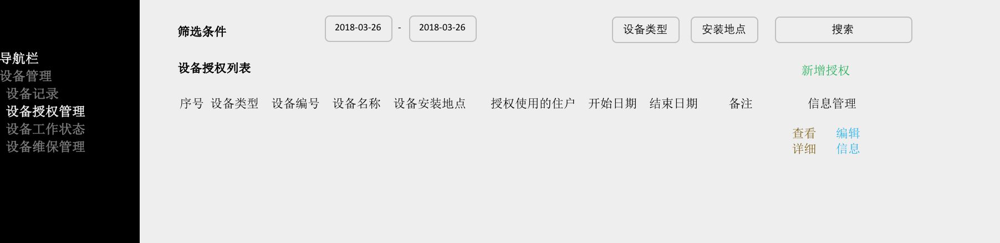 导航栏
设备管理
设备记录
设备授权管理
设备工作状态
设备维保管理
筛选条件 2018-03-26 - 2018-03-26 设备类型 安装地点 搜索
设备授权列表 新增授权
序号 设备类型 设备编号 设备名称 设备安装地点 授权使用的住户 开始日期 结束日期 备注 信息管理
查看 编辑
详细 信息